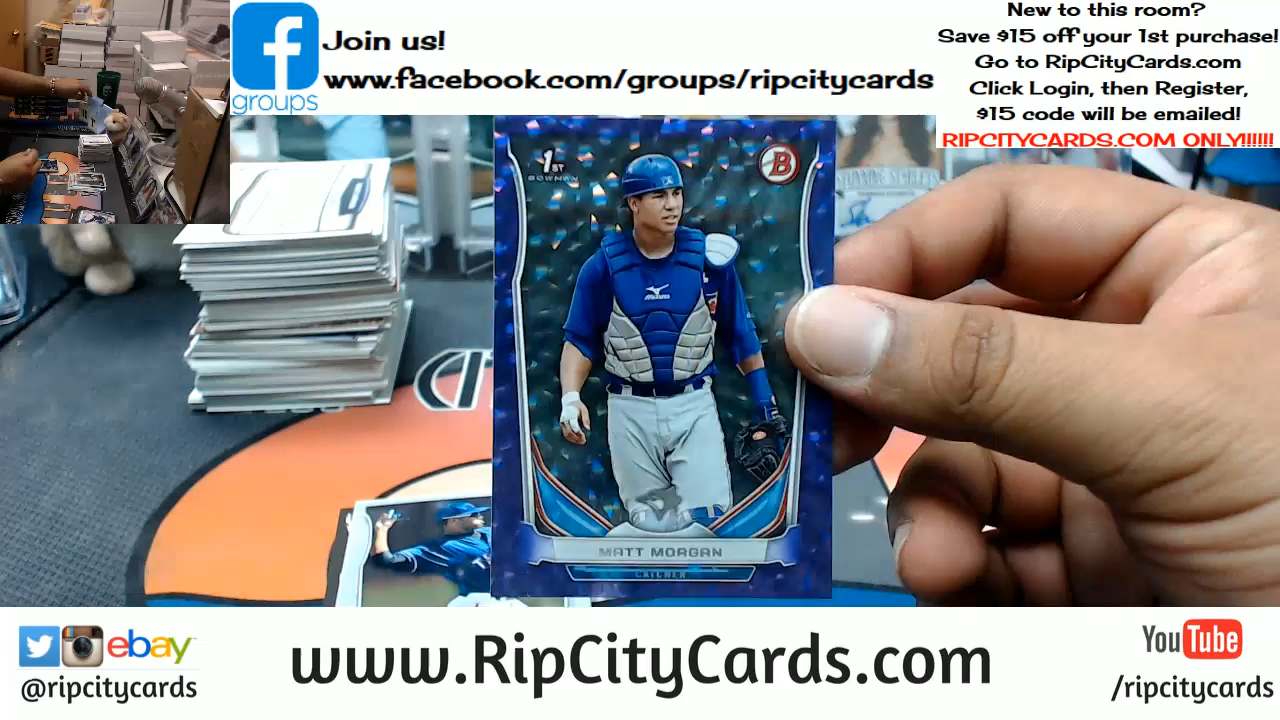 Join us!
www.facebook.com/groups/ripcitycards
groups
New to this room?
Save $15 off your 1st purchase!
Go to RipCityCards.com
Click Login, then Register,
$15 code will be emailed!
RIPCITYCARDS.COM ONLY!!!!!!
1ST
BOWMAN
B
mizuno
MATT MORGAN
CATCHER
ebay
@ripcitycards
www.RipCityCards.com
YouTube
/ripcitycards